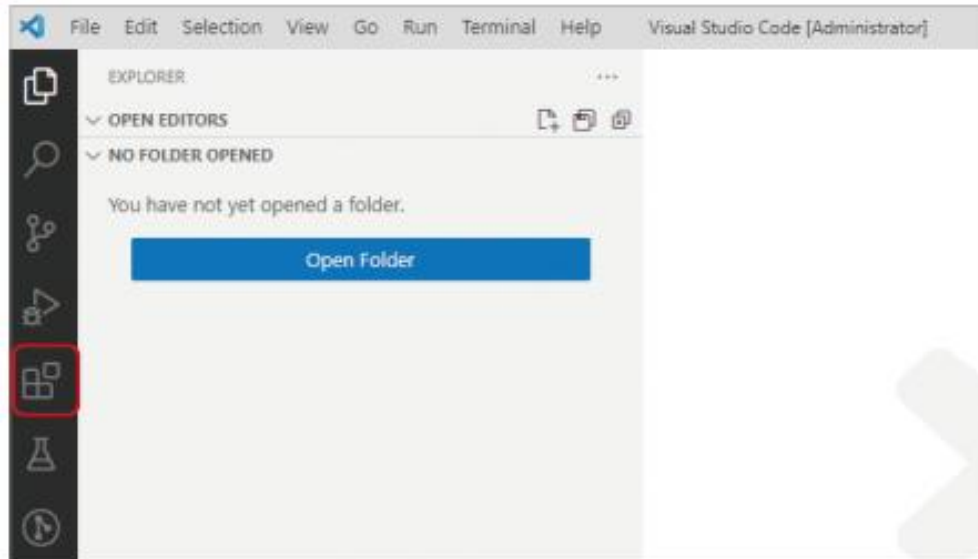 File Edit Selection View Go Run Terminal Help Visual Studio Code [Administrator]
EXPLORER
OPEN EDITORS
NO FOLDER OPENED
You have not yet opened a folder.
Open Folder